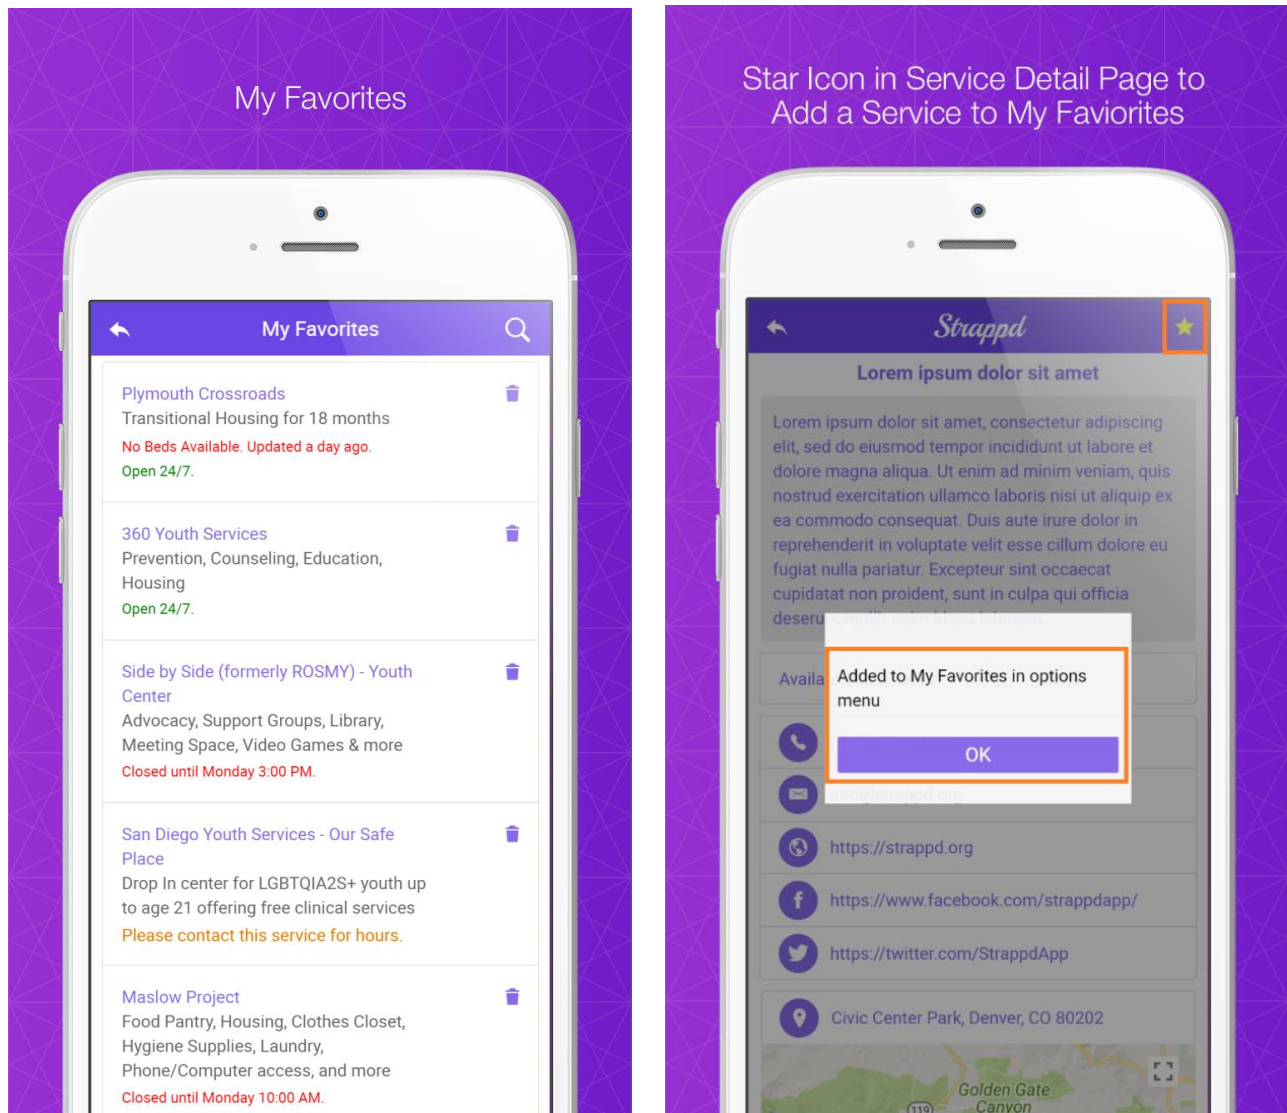 My Favorites
My Favorites
Plymouth Crossroads
Transitional Housing for 18 months
No Beds Available. Updated a day ago.
Open 24/7.
360 Youth Services
Prevention, Counseling, Education,
Housing
Open 24/7.
Side by Side (formerly ROSMY) - Youth
Center
Advocacy, Support Groups, Library,
Meeting Space, Video Games & more
Closed until Monday 3:00 PM.
San Diego Youth Services - Our Safe
Place
Drop In center for LGBTQIA2S+ youth up
to age 21 offering free clinical services
Please contact this service for hours.
Maslow Project
Food Pantry, Housing, Clothes Closet,
Hygiene Supplies, Laundry,
Phone/Computer access, and more
Closed until Monday 10:00 AM.
Star Icon in Service Detail Page to
Add a Service to My Faviorites
Strappd
Lorem ipsum dolor sit amet
Lorem ipsum dolor sit amet, consectetur adipiscing
elit, sed do eiusmod tempor incididunt ut labore et
dolore magna aliqua. Ut enim ad minim veniam, quis
nostrud exercitation ullamco laboris nisi ut aliquip ex
ea commodo consequat. Duis aute irure dolor in
reprehenderit in voluptate velit esse cillum dolore eu
fugiat nulla pariatur. Excepteur sint occaecat
cupidatat non proident, sunt in culpa qui officia
deseru
Availa
Added to My Favorites in options
menu
OK
info@strappd.org
https://strappd.org
https://www.facebook.com/strappdapp/
https://twitter.com/StrappdApp
Civic Center Park, Denver, CO 80202
Golden Gate
Canyon
119